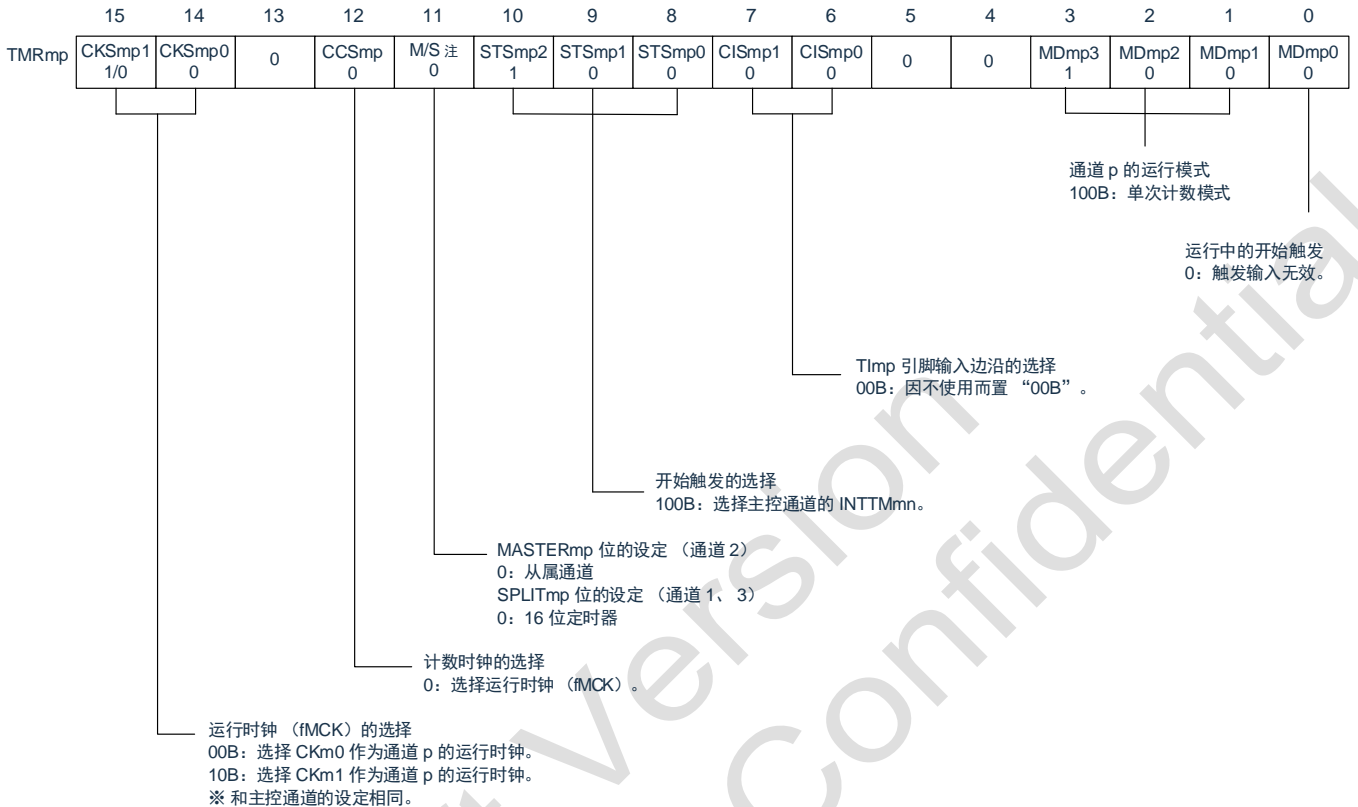 15 14 13 12 11 10 9 8 7 6 5 4 3 2 1 0
TMRmp CKSmp1 CKSmp0 0 CCSmp M/S 注 STSmp2 STSmp1 STSmp0 CISmp1 CISmp0 0 0 MDmp3 MDmp2 MDmp1 MDmp0
1/0 0 0 0 1 0 0 0 0 1 0 0 0
通道 p 的运行模式
100B：单次计数模式
运行中的开始触发
0：触发输入无效。
TImp 引脚输入边沿的选择
00B：因不使用而置 “00B”。
开始触发的选择
100B：选择主控通道的 INTTMmn。
MASTERmp 位的设定 （通道 2）
0：从属通道
SPLITmp 位的设定 （通道 1、 3）
0：16 位定时器
计数时钟的选择
0：选择运行时钟 （fMCK）。
运行时钟 （fMCK）的选择
00B：选择 CKm0 作为通道 p 的运行时钟。
10B：选择 CKm1 作为通道 p 的运行时钟。
※ 和主控通道的设定相同。
Version
Confidential